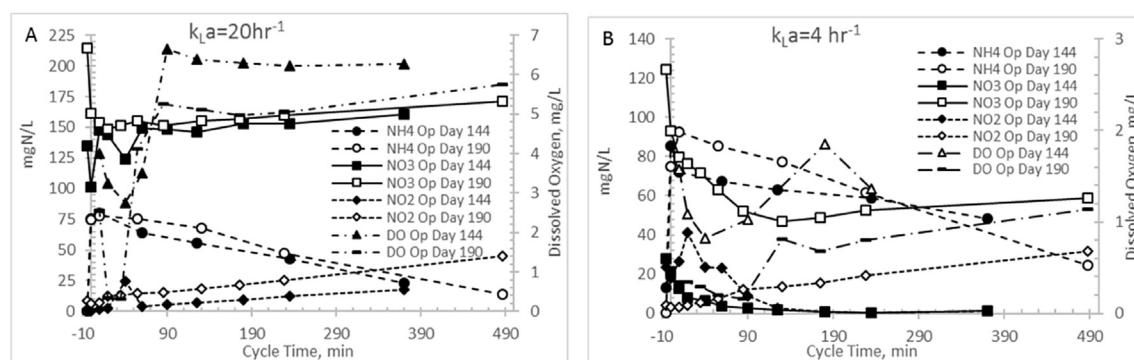 A
kLa=20hr-1
225
200
175
150
125
100
75
50
25
0
mgN/L
-10 90 190 290 390 490
Cycle Time, min
7
6
5
4
3
2
1
0
Dissolved Oxygen, mg/L
NH4 Op Day 144
NH4 Op Day 190
NO3 Op Day 144
NO3 Op Day 190
NO2 Op Day 144
NO2 Op Day 190
DO Op Day 144
DO Op Day 190
B
kLa=4 hr-1
140
120
100
80
60
40
20
0
mgN/L
-10 90 190 290 390 490
Cycle Time, min
3
2
1
0
Dissolved Oxygen, mg/L
NH4 Op Day 144
NH4 Op Day 190
NO3 Op Day 144
NO3 Op Day 190
NO2 Op Day 144
NO2 Op Day 190
DO Op Day 144
DO Op Day 190